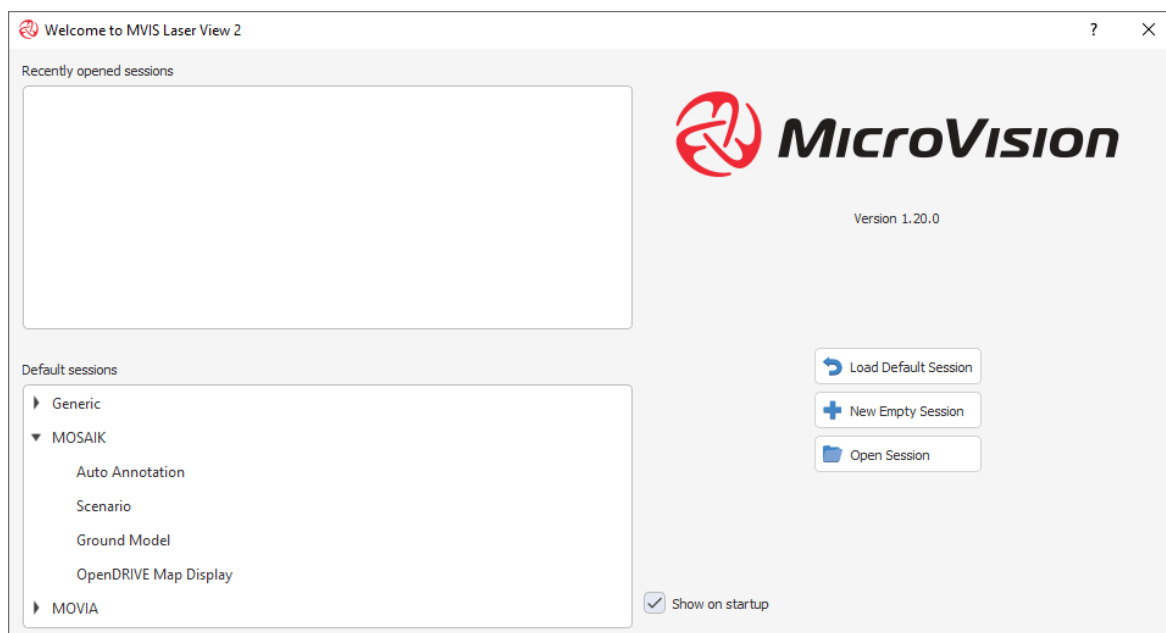 Welcome to MVIS Laser View 2
?
Recently opened sessions
MICROVISION
Version 1.20.0
Load Default Session
New Empty Session
Open Session
Default sessions
Generic
MOSAIK
Auto Annotation
Scenario
Ground Model
OpenDRIVE Map Display
MOVIA
Show on startup